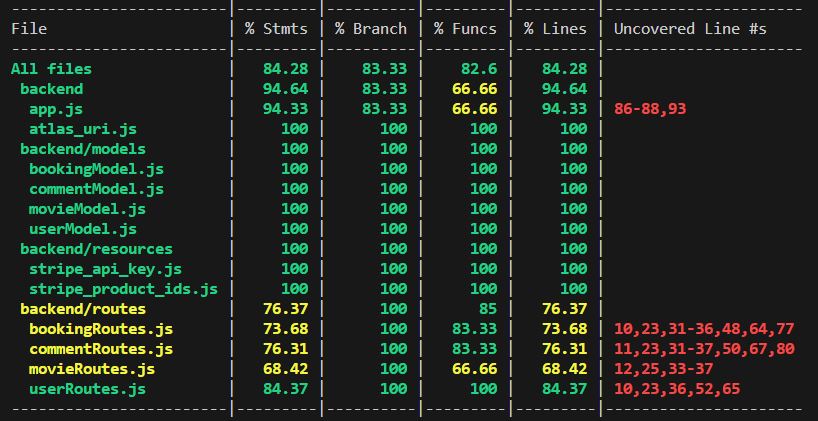 ------------------------|---------|----------|---------|---------|----------------------
File                    | % Stmts | % Branch | % Funcs | % Lines | Uncovered Line #s
------------------------|---------|----------|---------|---------|----------------------
All files               |   84.28 |    83.33 |    82.6 |   84.28 |
 backend                |   94.64 |    83.33 |   66.66 |   94.64 |
  app.js                |   94.33 |    83.33 |   66.66 |   94.33 | 86-88,93
  atlas_uri.js          |     100 |      100 |     100 |     100 |
 backend/models         |     100 |      100 |     100 |     100 |
  bookingModel.js       |     100 |      100 |     100 |     100 |
  commentModel.js       |     100 |      100 |     100 |     100 |
  movieModel.js         |     100 |      100 |     100 |     100 |
  userModel.js          |     100 |      100 |     100 |     100 |
 backend/resources      |     100 |      100 |     100 |     100 |
  stripe_api_key.js     |     100 |      100 |     100 |     100 |
  stripe_product_ids.js |     100 |      100 |     100 |     100 |
 backend/routes         |   76.37 |      100 |      85 |   76.37 |
  bookingRoutes.js      |   73.68 |      100 |   83.33 |   73.68 | 10,23,31-36,48,64,77
  commentRoutes.js      |   76.31 |      100 |   83.33 |   76.31 | 11,23,31-37,50,67,80
  movieRoutes.js        |   68.42 |      100 |   66.66 |   68.42 | 12,25,33-37
  userRoutes.js         |   84.37 |      100 |     100 |   84.37 | 10,23,36,52,65
------------------------|---------|----------|---------|---------|----------------------